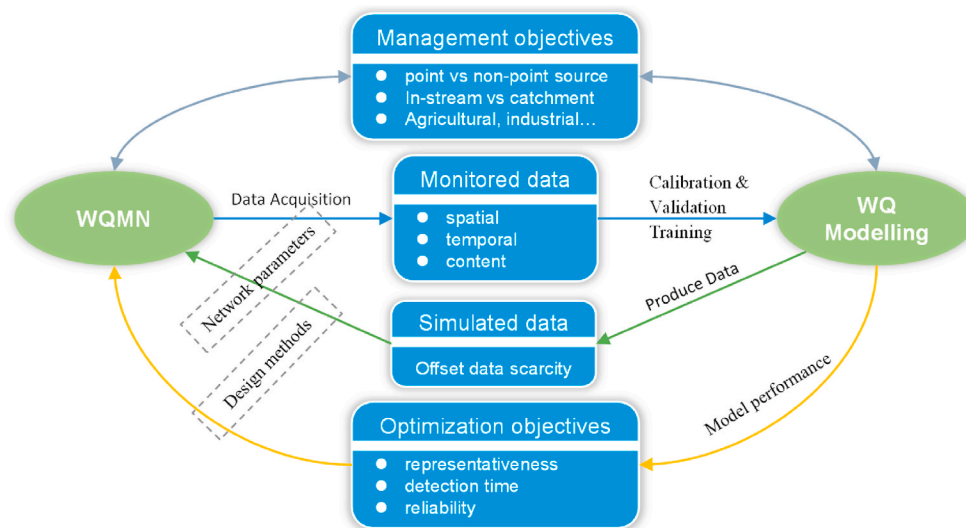 Management objectives
point vs non-point source
In-stream vs catchment
Agricultural, industrial...
WQMN
Data Acquisition
Monitored data
spatial
temporal
content
Calibration &
Validation
Training
WQ
Modelling
Network parameters
Produce Data
Simulated data
Offset data scarcity
Design methods
Model performance
Optimization objectives
representativeness
detection time
reliability